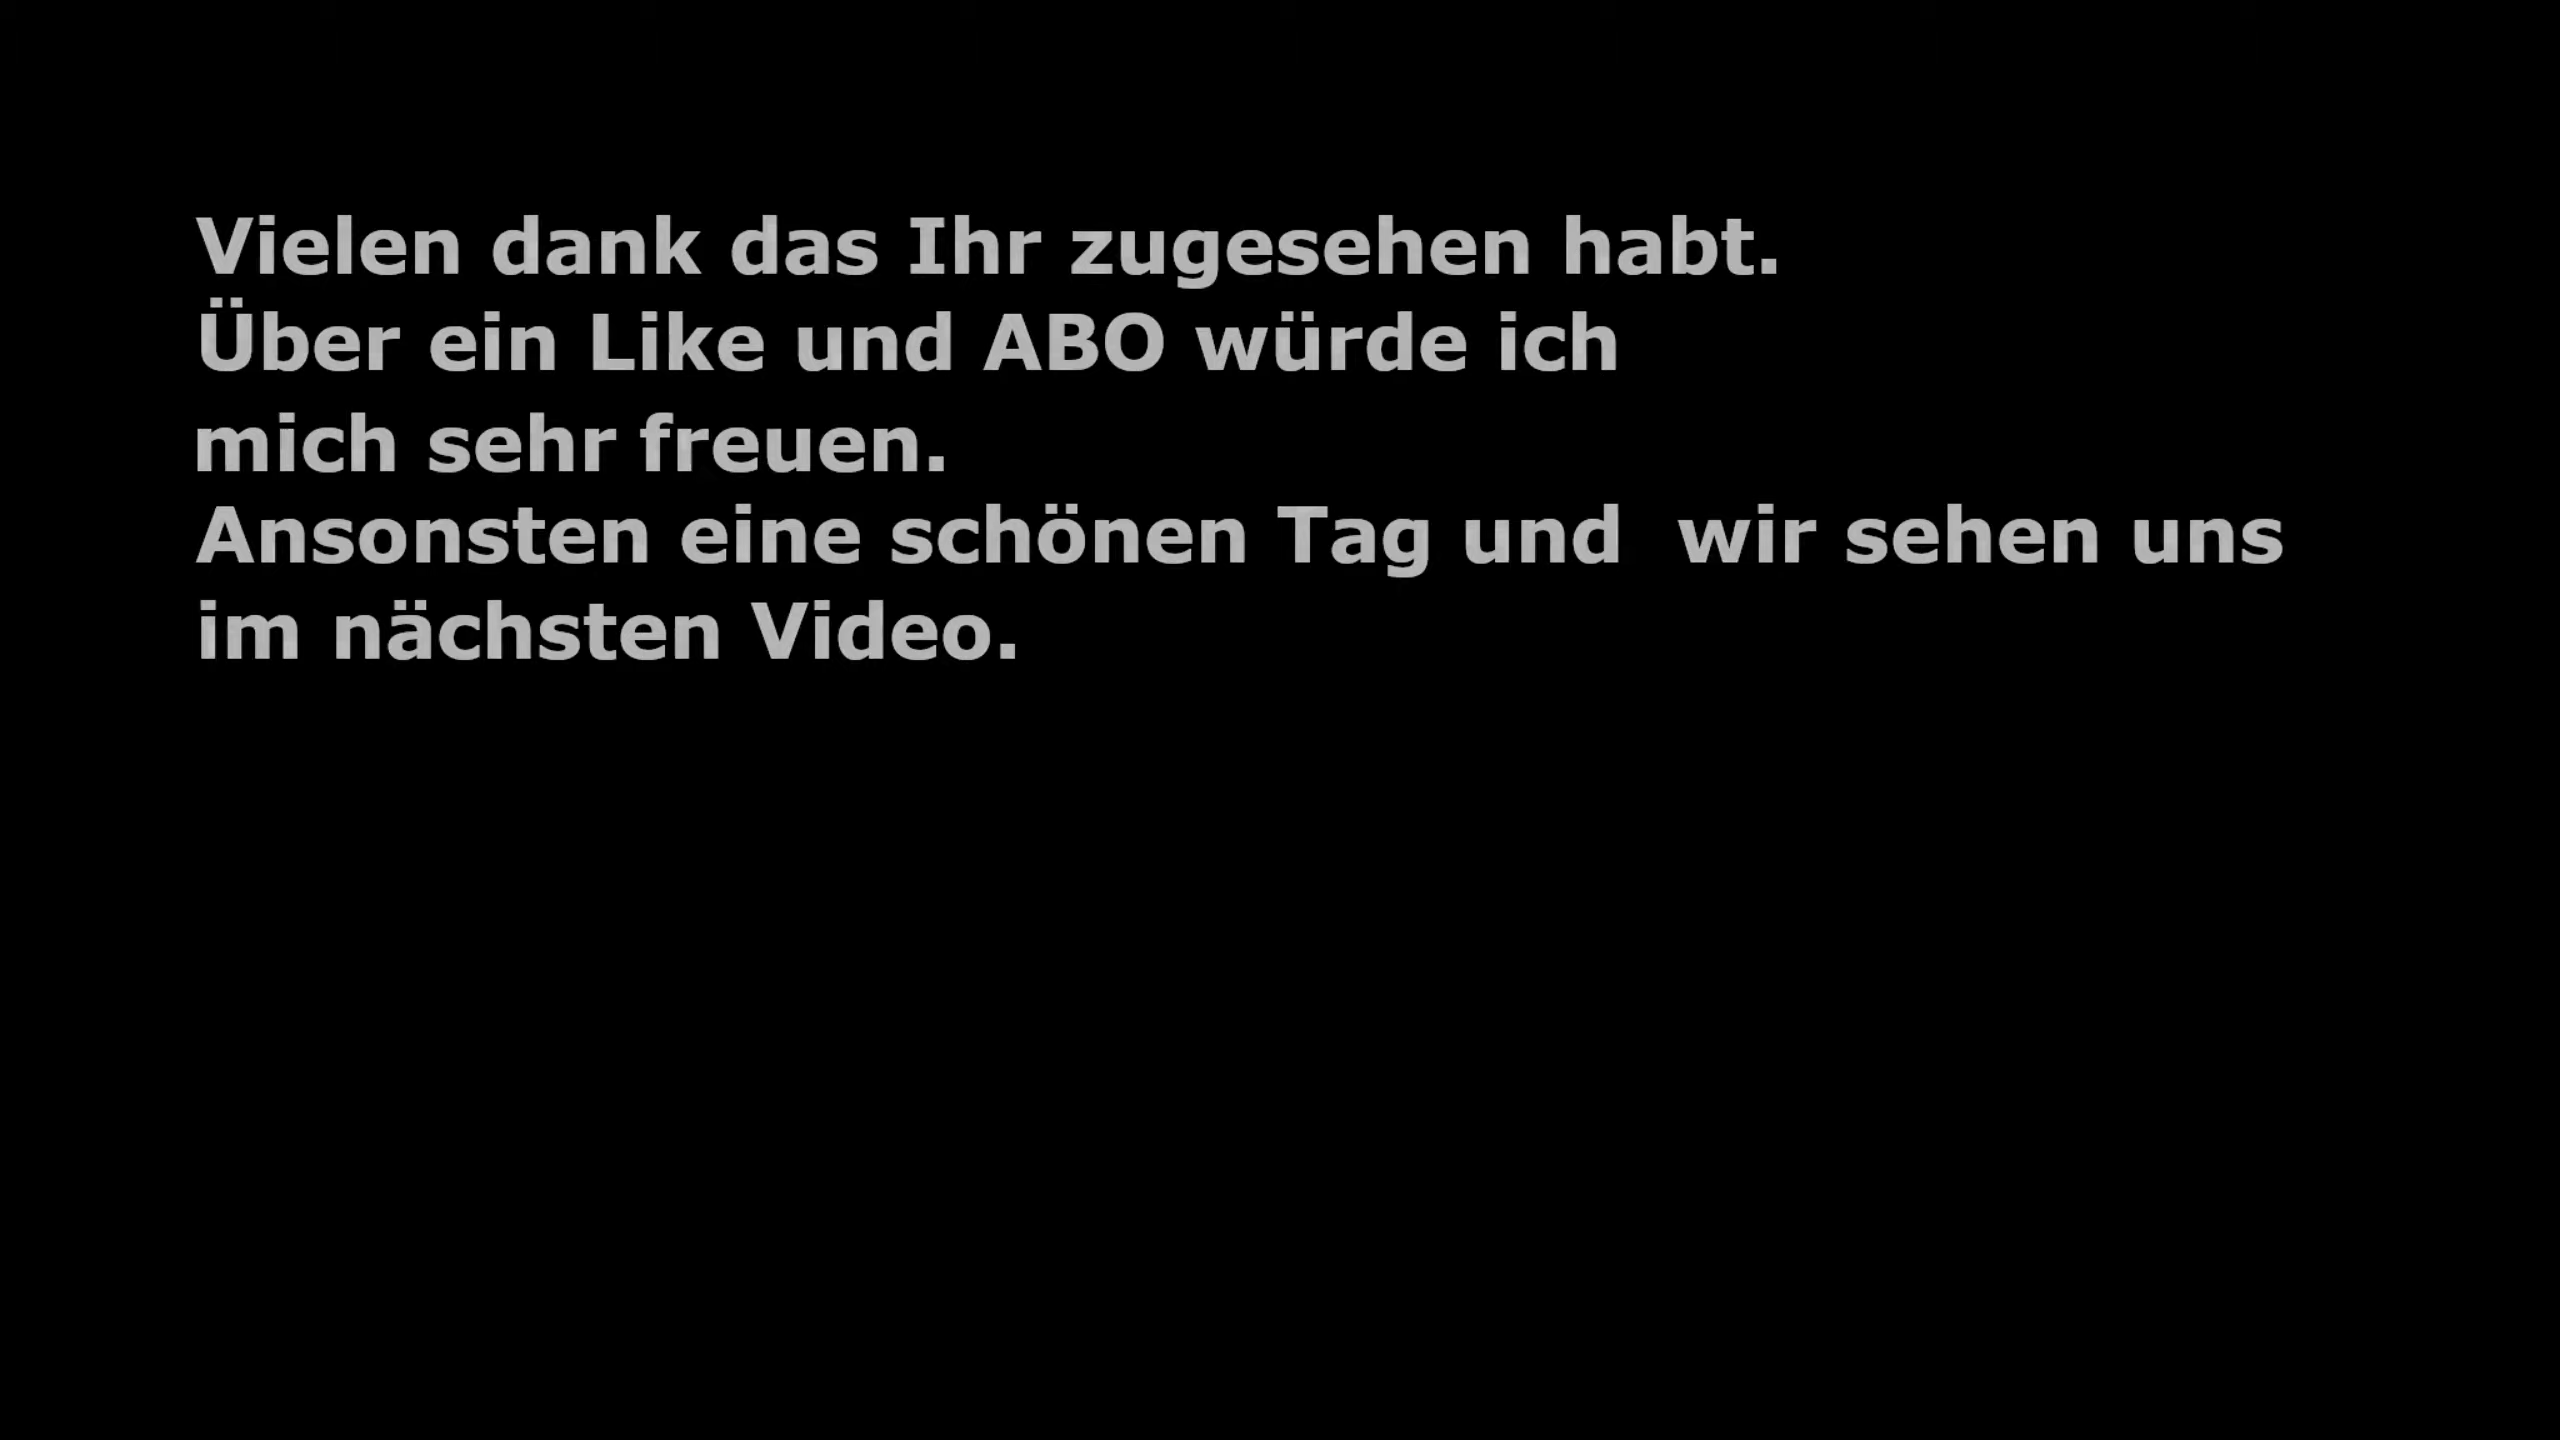 Vielen dank das Ihr zugesehen habt.
Über ein Like und ABO würde ich
mich sehr freuen.
Ansonsten eine schönen Tag und  wir sehen uns
im nächsten Video.